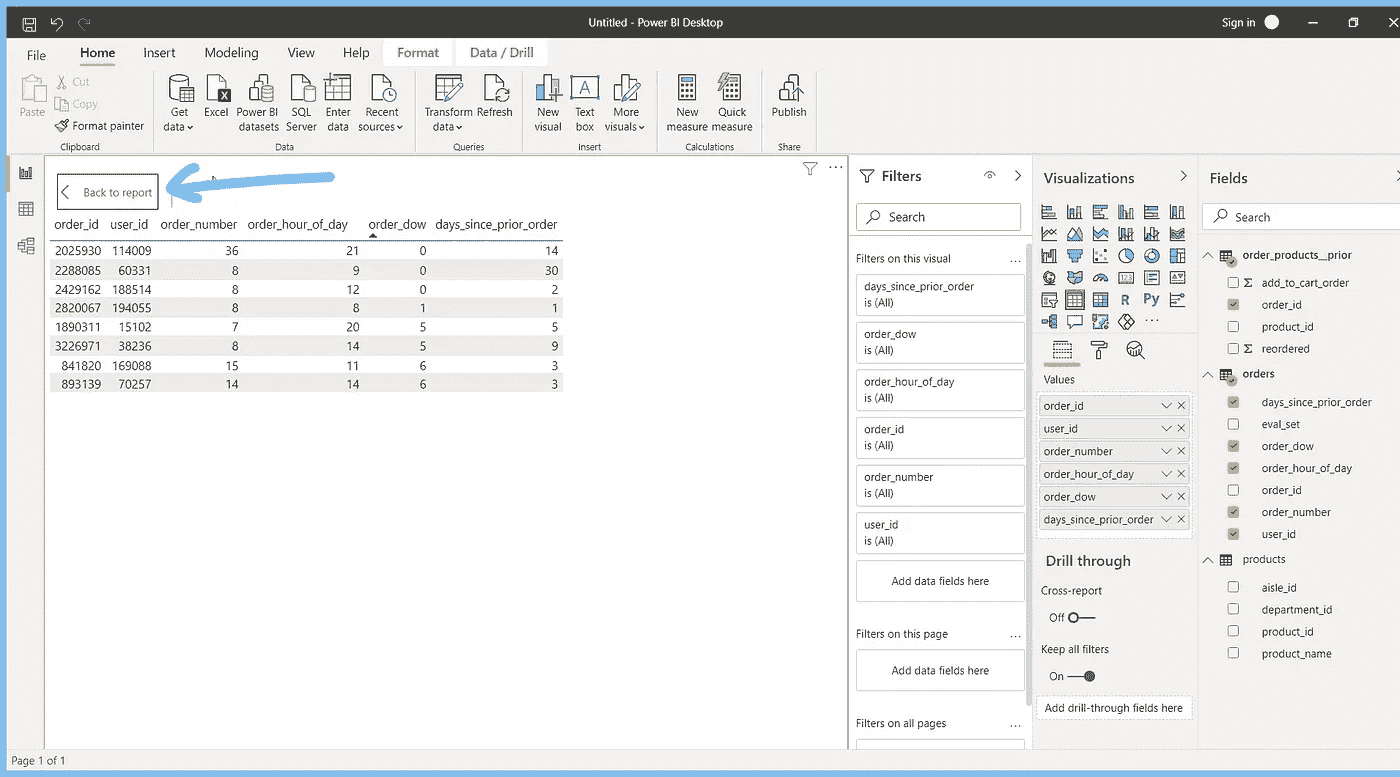 Untitled - Power BI Desktop
Sign in
File Home Insert Modeling View Help Format Data / Drill
Paste
Cut
Copy
Format painter
Clipboard
Get data
Excel
Power BI datasets
SQL Server
Enter data
Recent sources
Data
Transform data
Refresh
Queries
New visual
A
Text box
More visuals
Insert
New measure
Quick measure
Calculations
Publish
Share
Back to report
order_id user_id order_number order_hour_of_day order_dow days_since_prior_order
2025930 114009 36 21 0 14
2288085 60331 8 9 0 30
2429162 188514 8 12 0 2
2820067 194055 8 8 1 1
1890311 15102 7 20 5 5
3226971 38236 8 14 5 9
841820 169088 15 11 6 3
893139 70257 14 14 6 3
Filters
Search
Filters on this visual ...
days_since_prior_order
is (All)
order_dow
is (All)
order_hour_of_day
is (All)
order_id
is (All)
order_number
is (All)
user_id
is (All)
Add data fields here
Filters on this page ...
Add data fields here
Filters on all pages ...
Visualizations
123
R Py
...
Values
order_id
user_id
order_number
order_hour_of_day
order_dow
days_since_prior_order
Drill through
Cross-report
Off
Keep all filters
On
Add drill-through fields here
Fields
Search
order_products__prior
Σ add_to_cart_order
order_id
product_id
Σ reordered
orders
days_since_prior_order
eval_set
order_dow
order_hour_of_day
order_id
order_number
user_id
products
aisle_id
department_id
product_id
product_name
Page 1 of 1